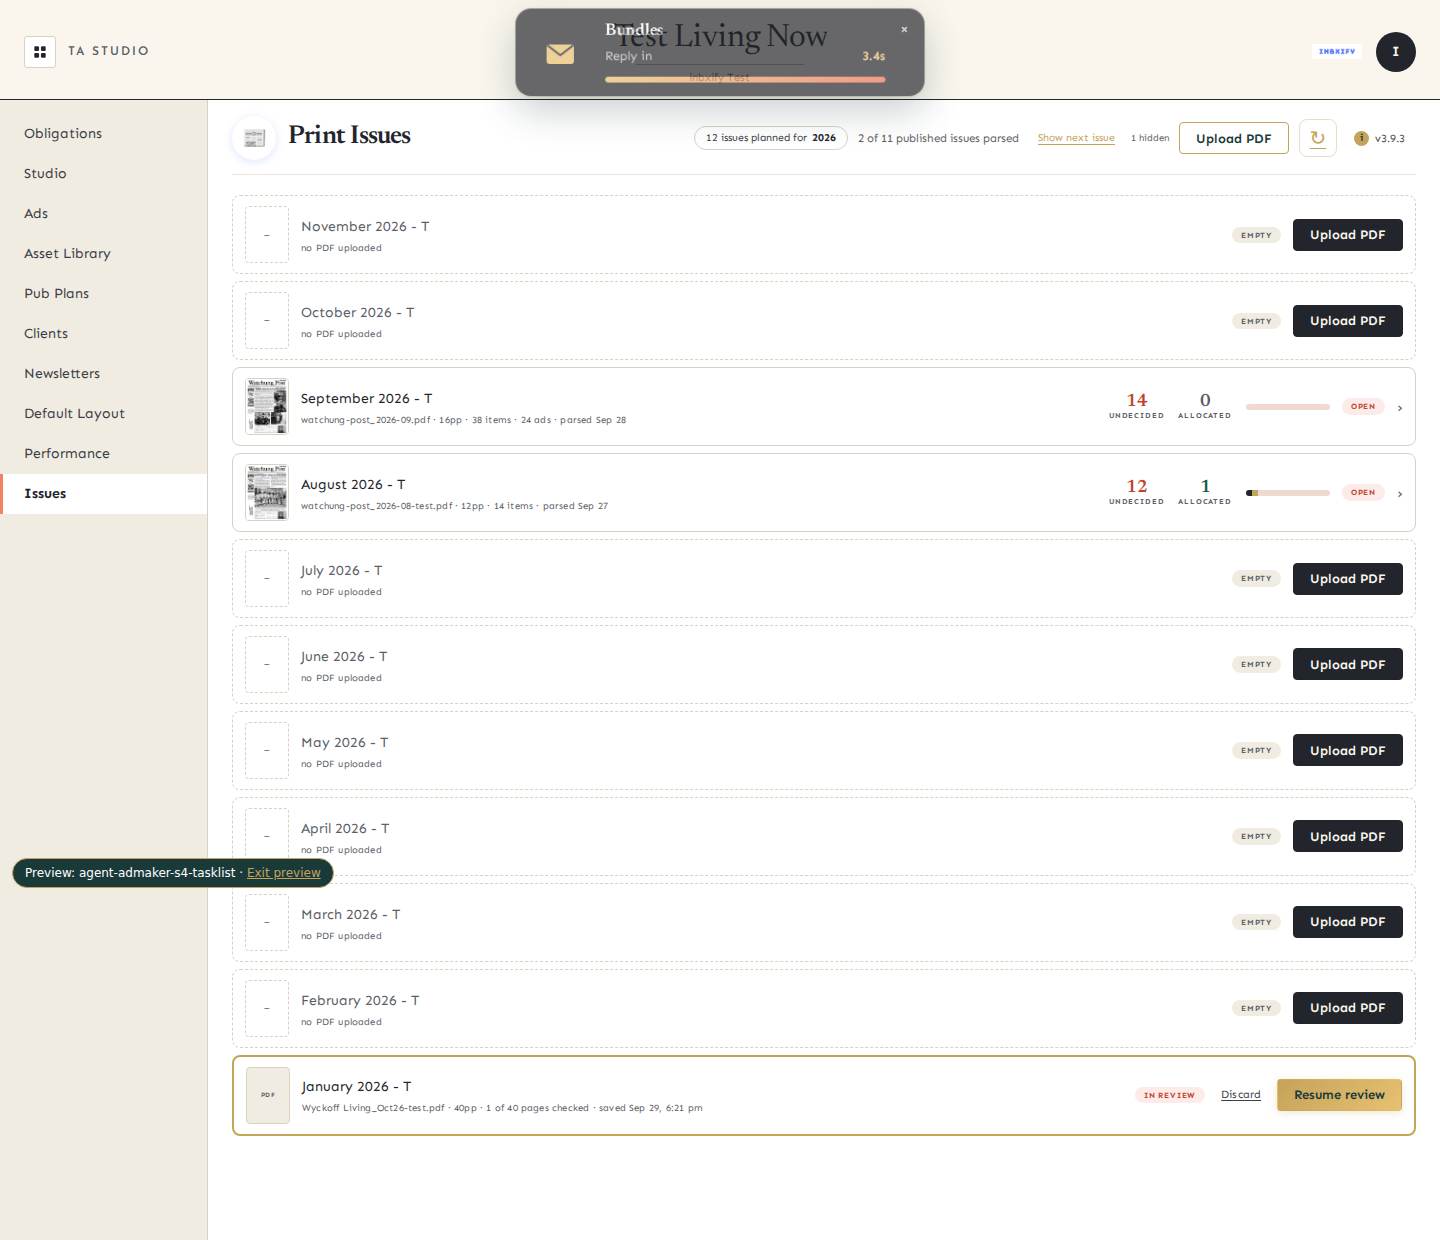 TA STUDIO
Test Living Now
Inbxify Test
Bundles
×
Reply in 3.4s
INBXIFY
I
Obligations
Studio
Ads
Asset Library
Pub Plans
Clients
Newsletters
Default Layout
Performance
Issues
Print Issues
12 issues planned for 2026
2 of 11 published issues parsed
Show next issue
1 hidden
Upload PDF
↻
i v3.9.3
–
November 2026 - T
no PDF uploaded
EMPTY
Upload PDF
–
October 2026 - T
no PDF uploaded
EMPTY
Upload PDF
Watchung Post
September 2026 - T
watchung-post_2026-09.pdf · 16pp · 38 items · 24 ads · parsed Sep 28
14 UNDECIDED
0 ALLOCATED
OPEN
›
Watchung Post
August 2026 - T
watchung-post_2026-08-test.pdf · 12pp · 14 items · parsed Sep 27
12 UNDECIDED
1 ALLOCATED
OPEN
›
–
July 2026 - T
no PDF uploaded
EMPTY
Upload PDF
–
June 2026 - T
no PDF uploaded
EMPTY
Upload PDF
–
May 2026 - T
no PDF uploaded
EMPTY
Upload PDF
–
April 2026 - T
no PDF uploaded
EMPTY
Upload PDF
Preview: agent-admaker-s4-tasklist · Exit preview
–
March 2026 - T
no PDF uploaded
EMPTY
Upload PDF
–
February 2026 - T
no PDF uploaded
EMPTY
Upload PDF
PDF
January 2026 - T
Wyckoff Living_Oct26-test.pdf · 40pp · 1 of 40 pages checked · saved Sep 29, 6:21 pm
IN REVIEW
Discard
Resume review